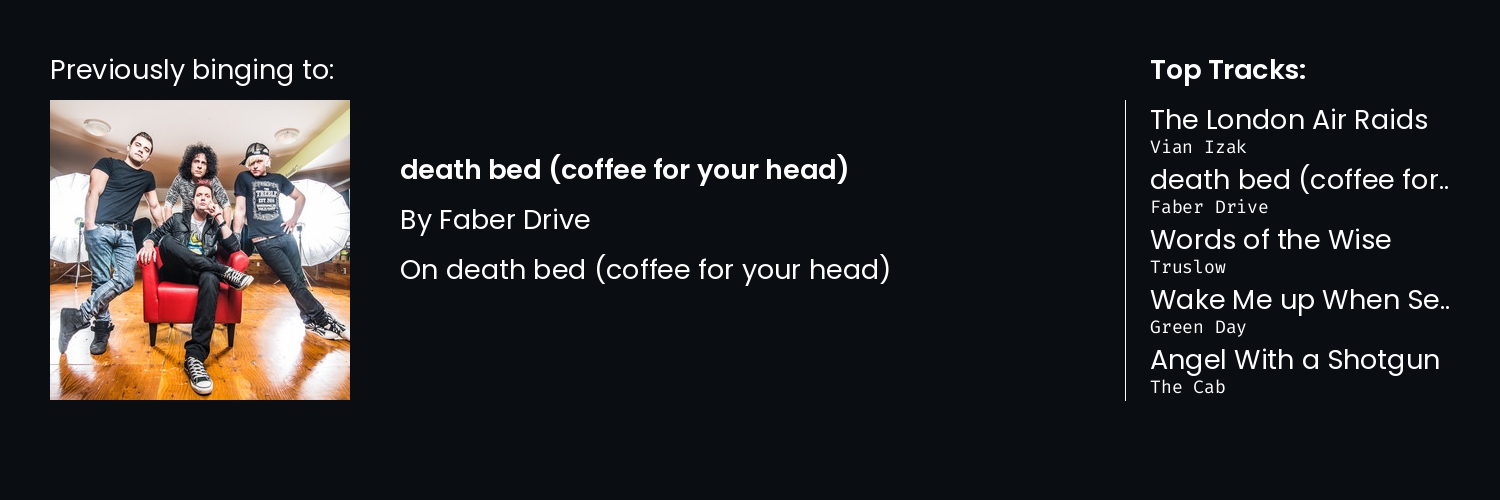 Previously binging to:
death bed (coffee for your head)
By Faber Drive
On death bed (coffee for your head)
Top Tracks:
The London Air Raids
Vian Izak
death bed (coffee for..
Faber Drive
Words of the Wise
Truslow
Wake Me up When Se..
Green Day
Angel With a Shotgun
The Cab